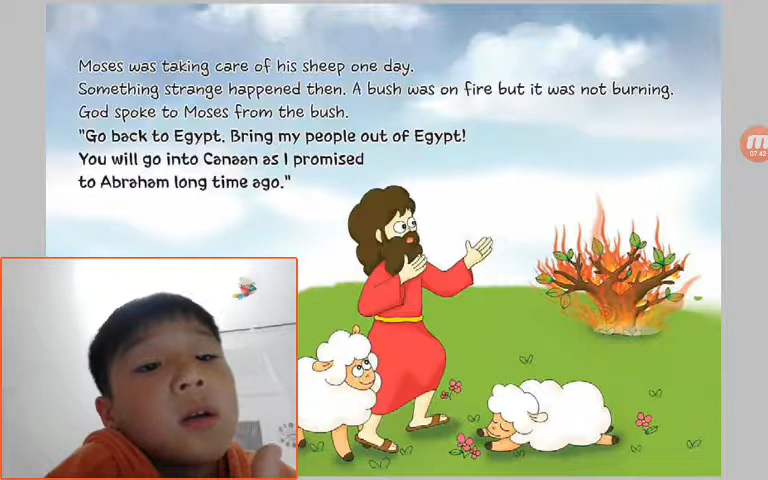 Moses was taking care of his sheep one day.
Something strange happened then. A bush was on fire but it was not burning.
God spoke to Moses from the bush.
"Go back to Egypt. Bring my people out of Egypt!
You will go into Canaan as I promised
to Abraham long time ago."
07:42